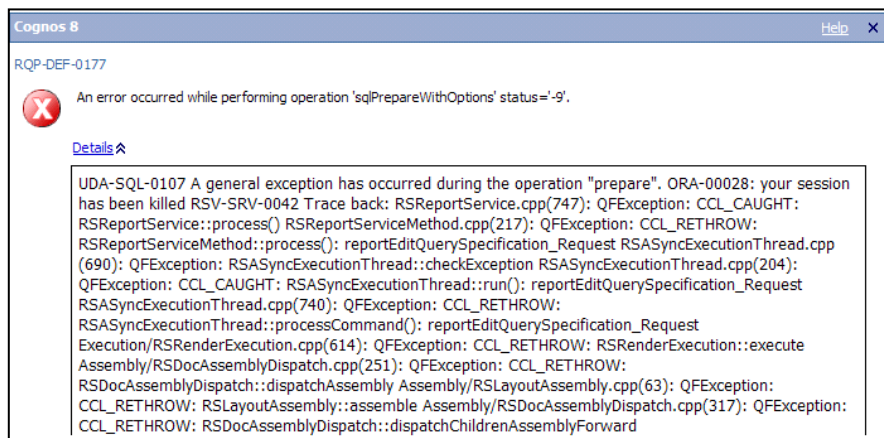 Cognos 8
Help X
RQP-DEF-0177
An error occurred while performing operation 'sqlPrepareWithOptions' status='-9'.
Details
UDA-SQL-0107 A general exception has occurred during the operation "prepare". ORA-00028: your session
has been killed RSV-SRV-0042 Trace back: RSReportService.cpp(747): QFException: CCL_CAUGHT:
RSReportService::process() RSReportServiceMethod.cpp(217): QFException: CCL_RETHROW:
RSReportServiceMethod::process(): reportEditQuerySpecification_Request RSASyncExecutionThread.cpp
(690): QFException: RSASyncExecutionThread::checkException RSASyncExecutionThread.cpp(204):
QFException: CCL_CAUGHT: RSASyncExecutionThread::run(): reportEditQuerySpecification_Request
RSASyncExecutionThread.cpp(740): QFException: CCL_RETHROW:
RSASyncExecutionThread::processCommand(): reportEditQuerySpecification_Request
Execution/RSRenderExecution.cpp(614): QFException: CCL_RETHROW: RSRenderExecution::execute
Assembly/RSDocAssemblyDispatch.cpp(251): QFException: CCL_RETHROW:
RSDocAssemblyDispatch::dispatchAssembly Assembly/RSLayoutAssembly.cpp(63): QFException:
CCL_RETHROW: RSLayoutAssembly::assemble Assembly/RSDocAssemblyDispatch.cpp(317): QFException:
CCL_RETHROW: RSDocAssemblyDispatch::dispatchChildrenAssemblyForward